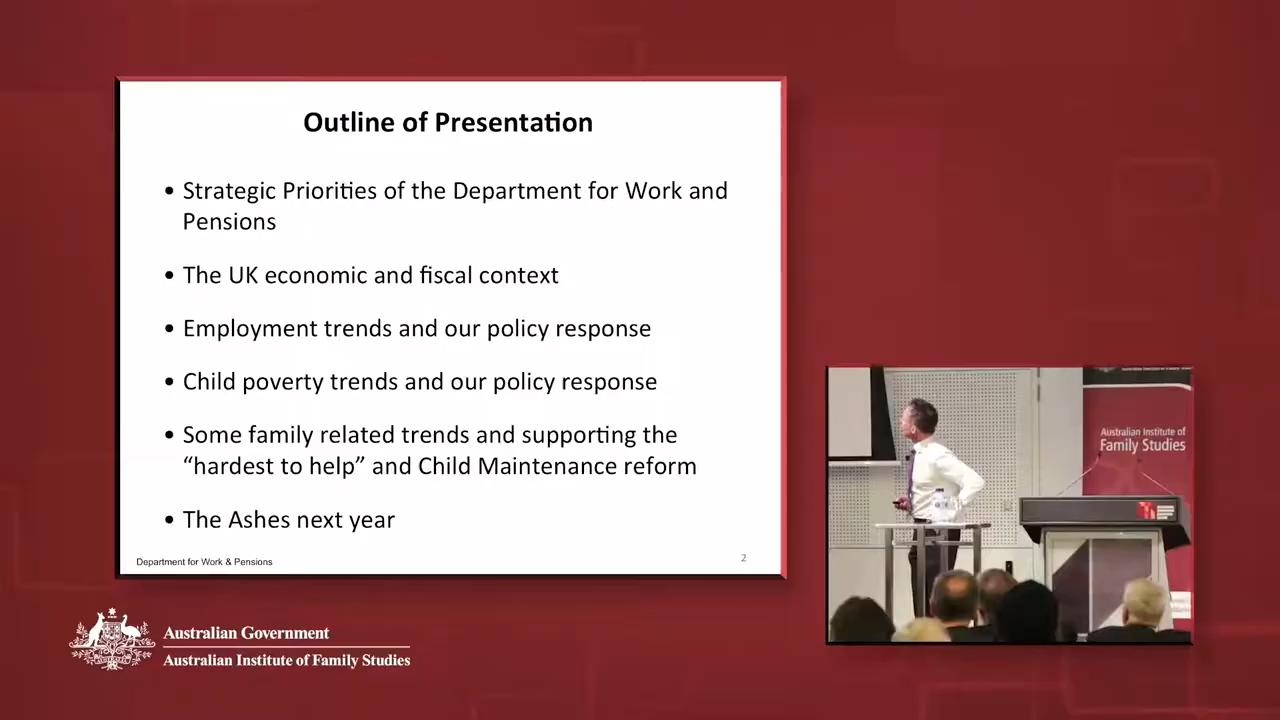 Outline of Presentation
• Strategic Priorities of the Department for Work and
Pensions
• The UK economic and fiscal context
• Employment trends and our policy response
• Child poverty trends and our policy response
• Some family related trends and supporting the
“hardest to help” and Child Maintenance reform
• The Ashes next year
Department for Work & Pensions
2
Australian Institute of
Family Studies
Australian Government
Australian Institute of Family Studies